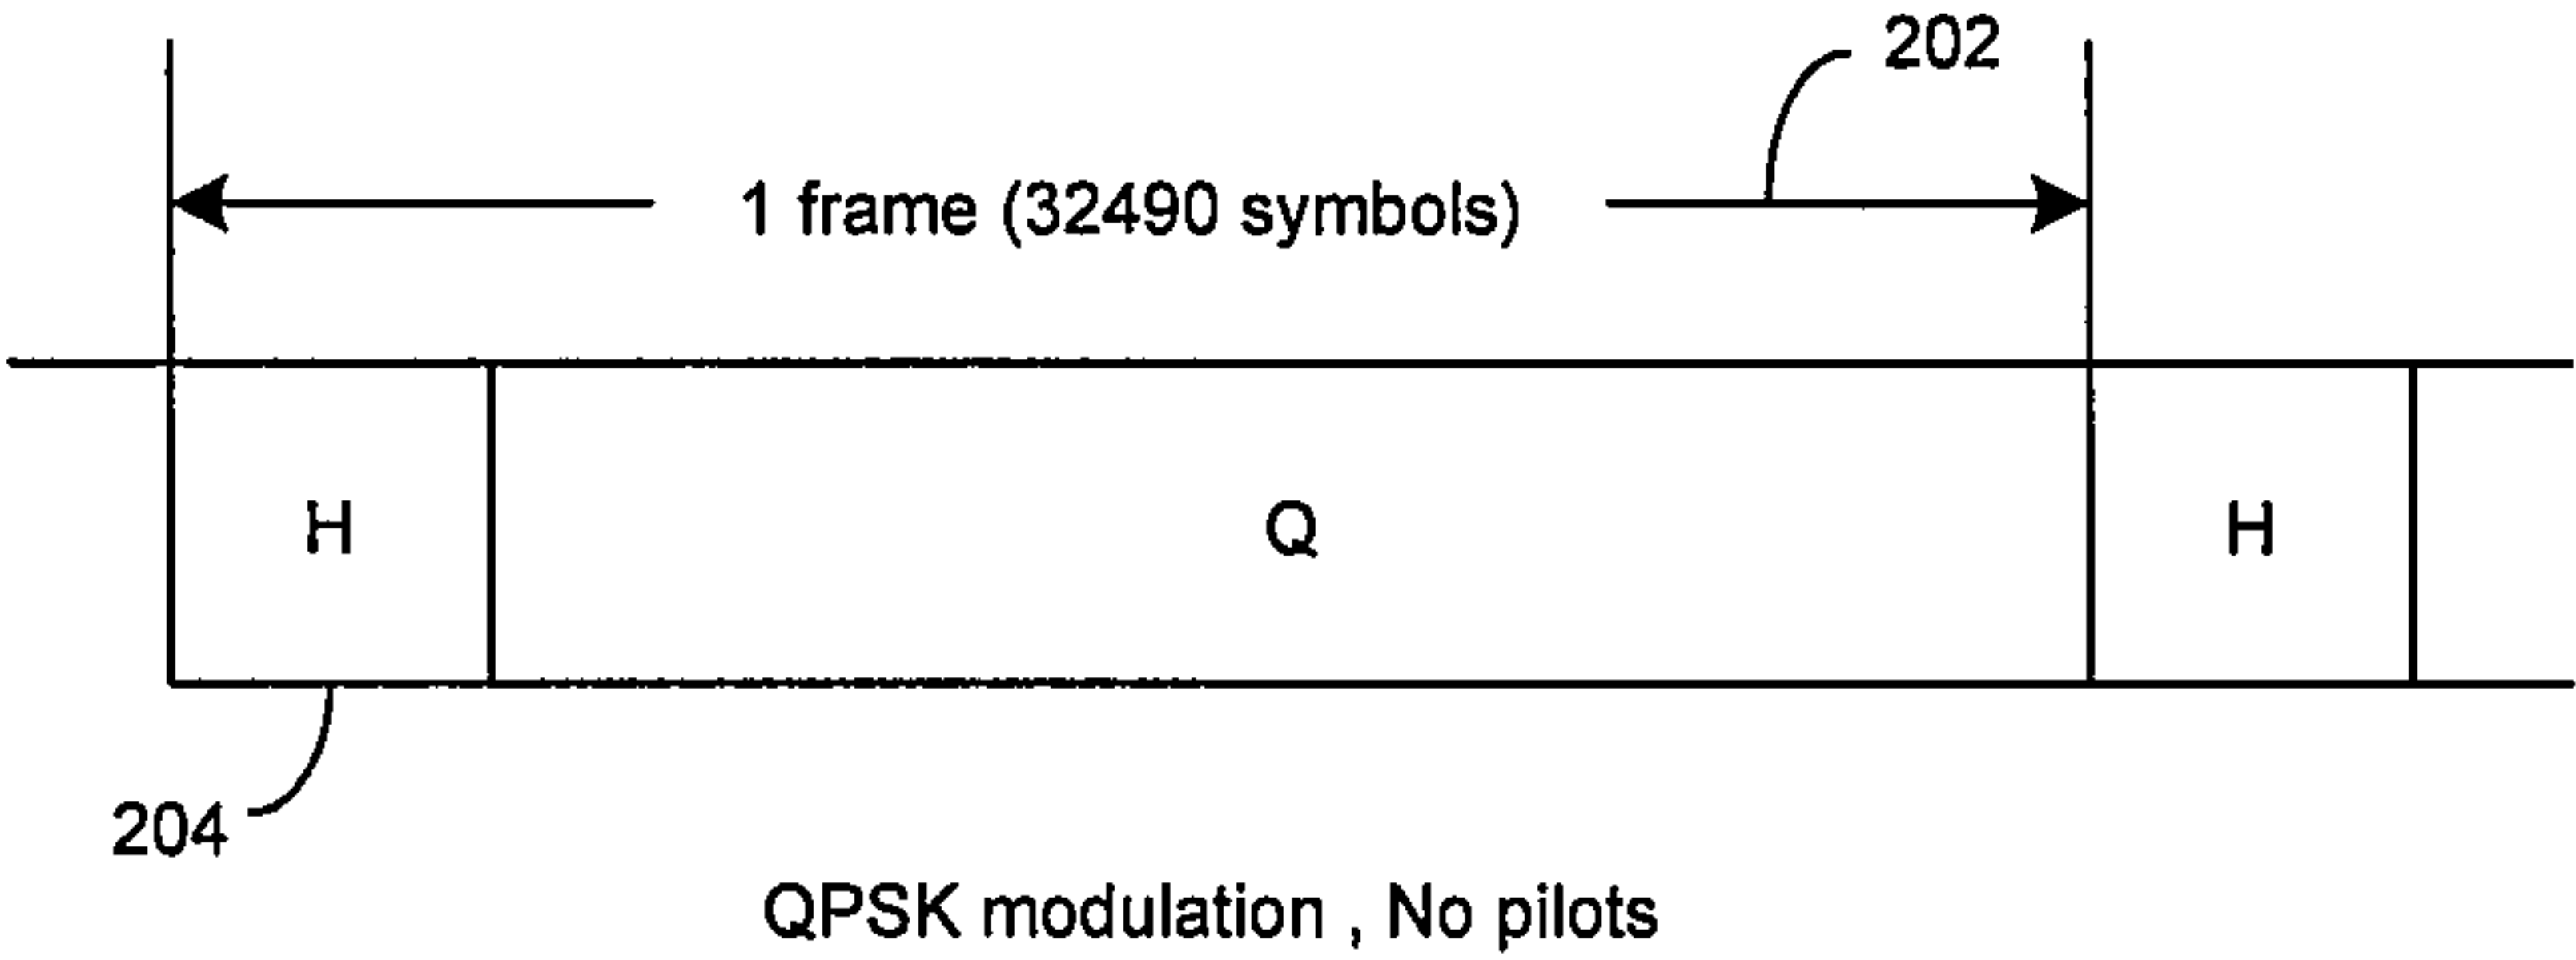 202
1 frame (32490 symbols)
H
Q
H
204
QPSK modulation , No pilots